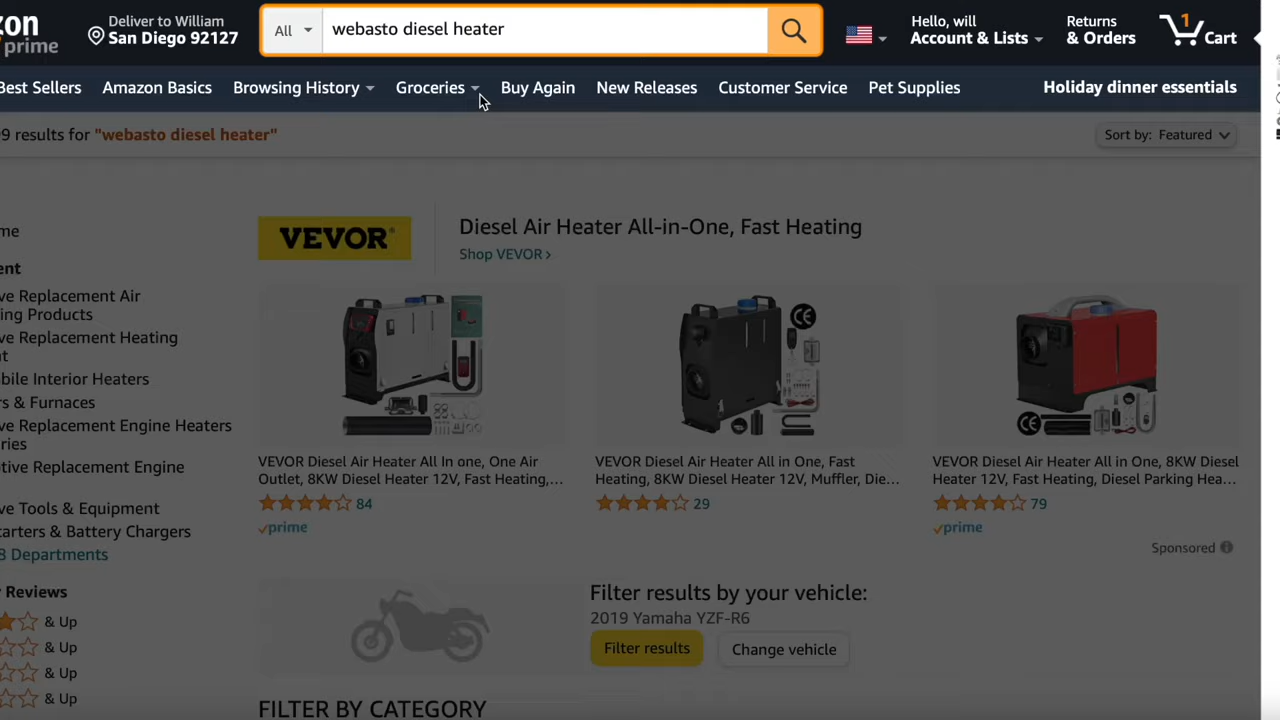 zon
prime
Deliver to William
San Diego 92127
All
webasto diesel heater
Hello, will
Account & Lists
Returns
& Orders
1
Cart
Best Sellers
Amazon Basics
Browsing History
Groceries
Buy Again
New Releases
Customer Service
Pet Supplies
Holiday dinner essentials
9 results for "webasto diesel heater"
Sort by: Featured
me
ent
ve Replacement Air
ing Products
ve Replacement Heating
t
bile Interior Heaters
rs & Furnaces
ve Replacement Engine Heaters
ries
otive Replacement Engine
ve Tools & Equipment
tarters & Battery Chargers
8 Departments
r Reviews
& Up
& Up
& Up
& Up
VEVOR®
Diesel Air Heater All-in-One, Fast Heating
Shop VEVOR ›
VEVOR Diesel Air Heater All In one, One Air
Outlet, 8KW Diesel Heater 12V, Fast Heating,...
84
prime
VEVOR Diesel Air Heater All in One, Fast
Heating, 8KW Diesel Heater 12V, Muffler, Die...
29
VEVOR Diesel Air Heater All in One, 8KW Diesel
Heater 12V, Fast Heating, Diesel Parking Hea...
79
prime
Sponsored
Filter results by your vehicle:
2019 Yamaha YZF-R6
Filter results
Change vehicle
FILTER BY CATEGORY